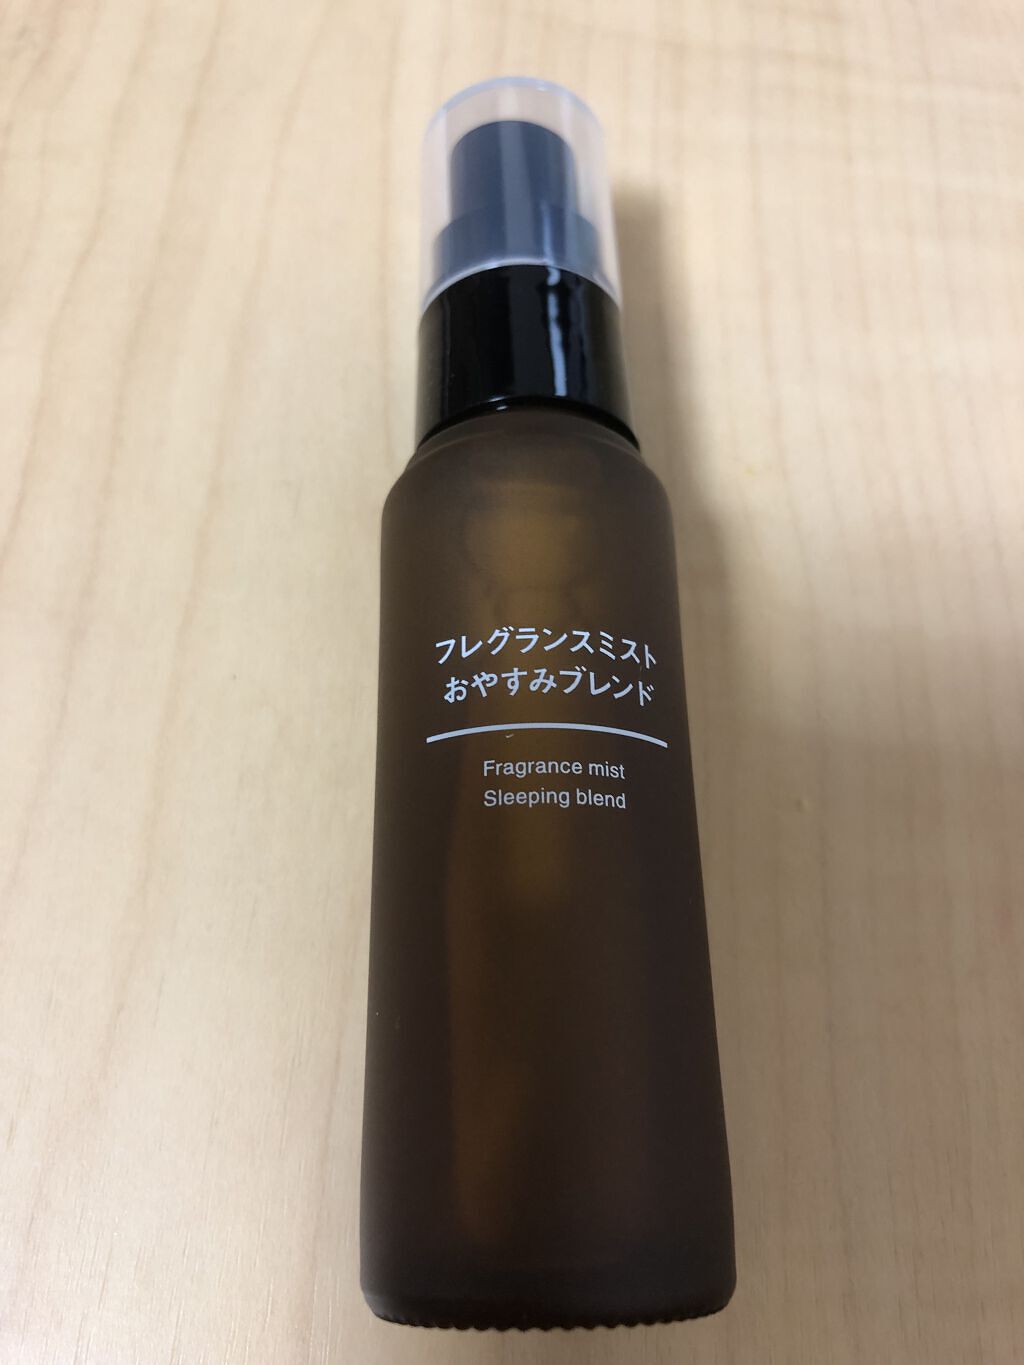 フレグランスミスト
おやすみブレンド
Fragrance mist
Sleeping blend